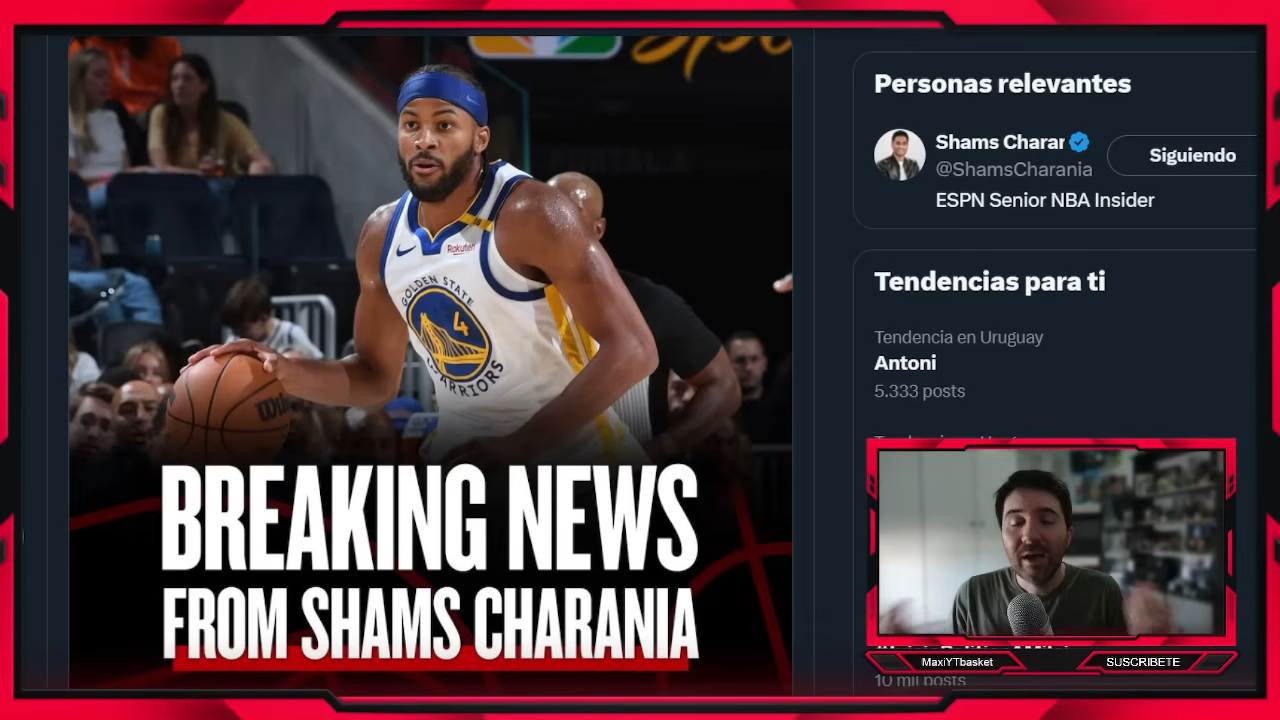 Spo
GOLDEN STATE
4
WARRIORS
Rakuten
BREAKING NEWS
FROM SHAMS CHARANIA
Personas relevantes
Shams Charar
@ShamsCharania
Siguiendo
ESPN Senior NBA Insider
Tendencias para ti
Tendencia en Uruguay
Antoni
5.333 posts
MaxiYTbasket
SUSCRIBETE
10 mil posts